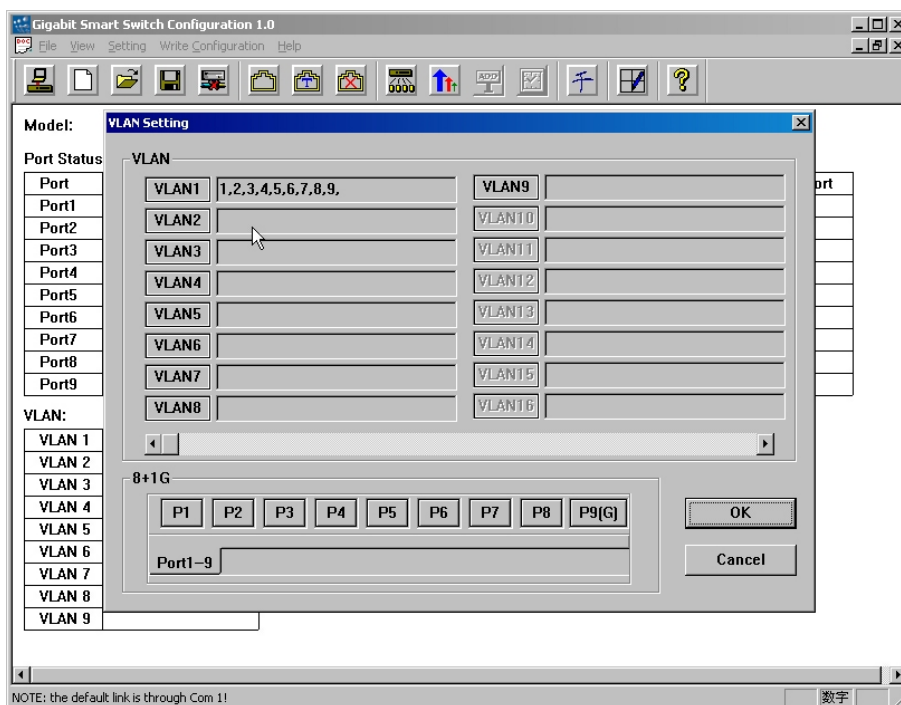 Gigabit Smart Switch Configuration 1.0
File View Setting Write Configuration Help
ADD
Model:
Port Status
Port
Port1
Port2
Port3
Port4
Port5
Port6
Port7
Port8
Port9
ort
VLAN:
VLAN 1
VLAN 2
VLAN 3
VLAN 4
VLAN 5
VLAN 6
VLAN 7
VLAN 8
VLAN 9
VLAN Setting
VLAN
VLAN1 1,2,3,4,5,6,7,8,9,
VLAN2
VLAN3
VLAN4
VLAN5
VLAN6
VLAN7
VLAN8
VLAN9
VLAN10
VLAN11
VLAN12
VLAN13
VLAN14
VLAN15
VLAN16
8+1G
P1 P2 P3 P4 P5 P6 P7 P8 P9(G)
Port1-9
OK
Cancel
NOTE: the default link is through Com 1!
数字